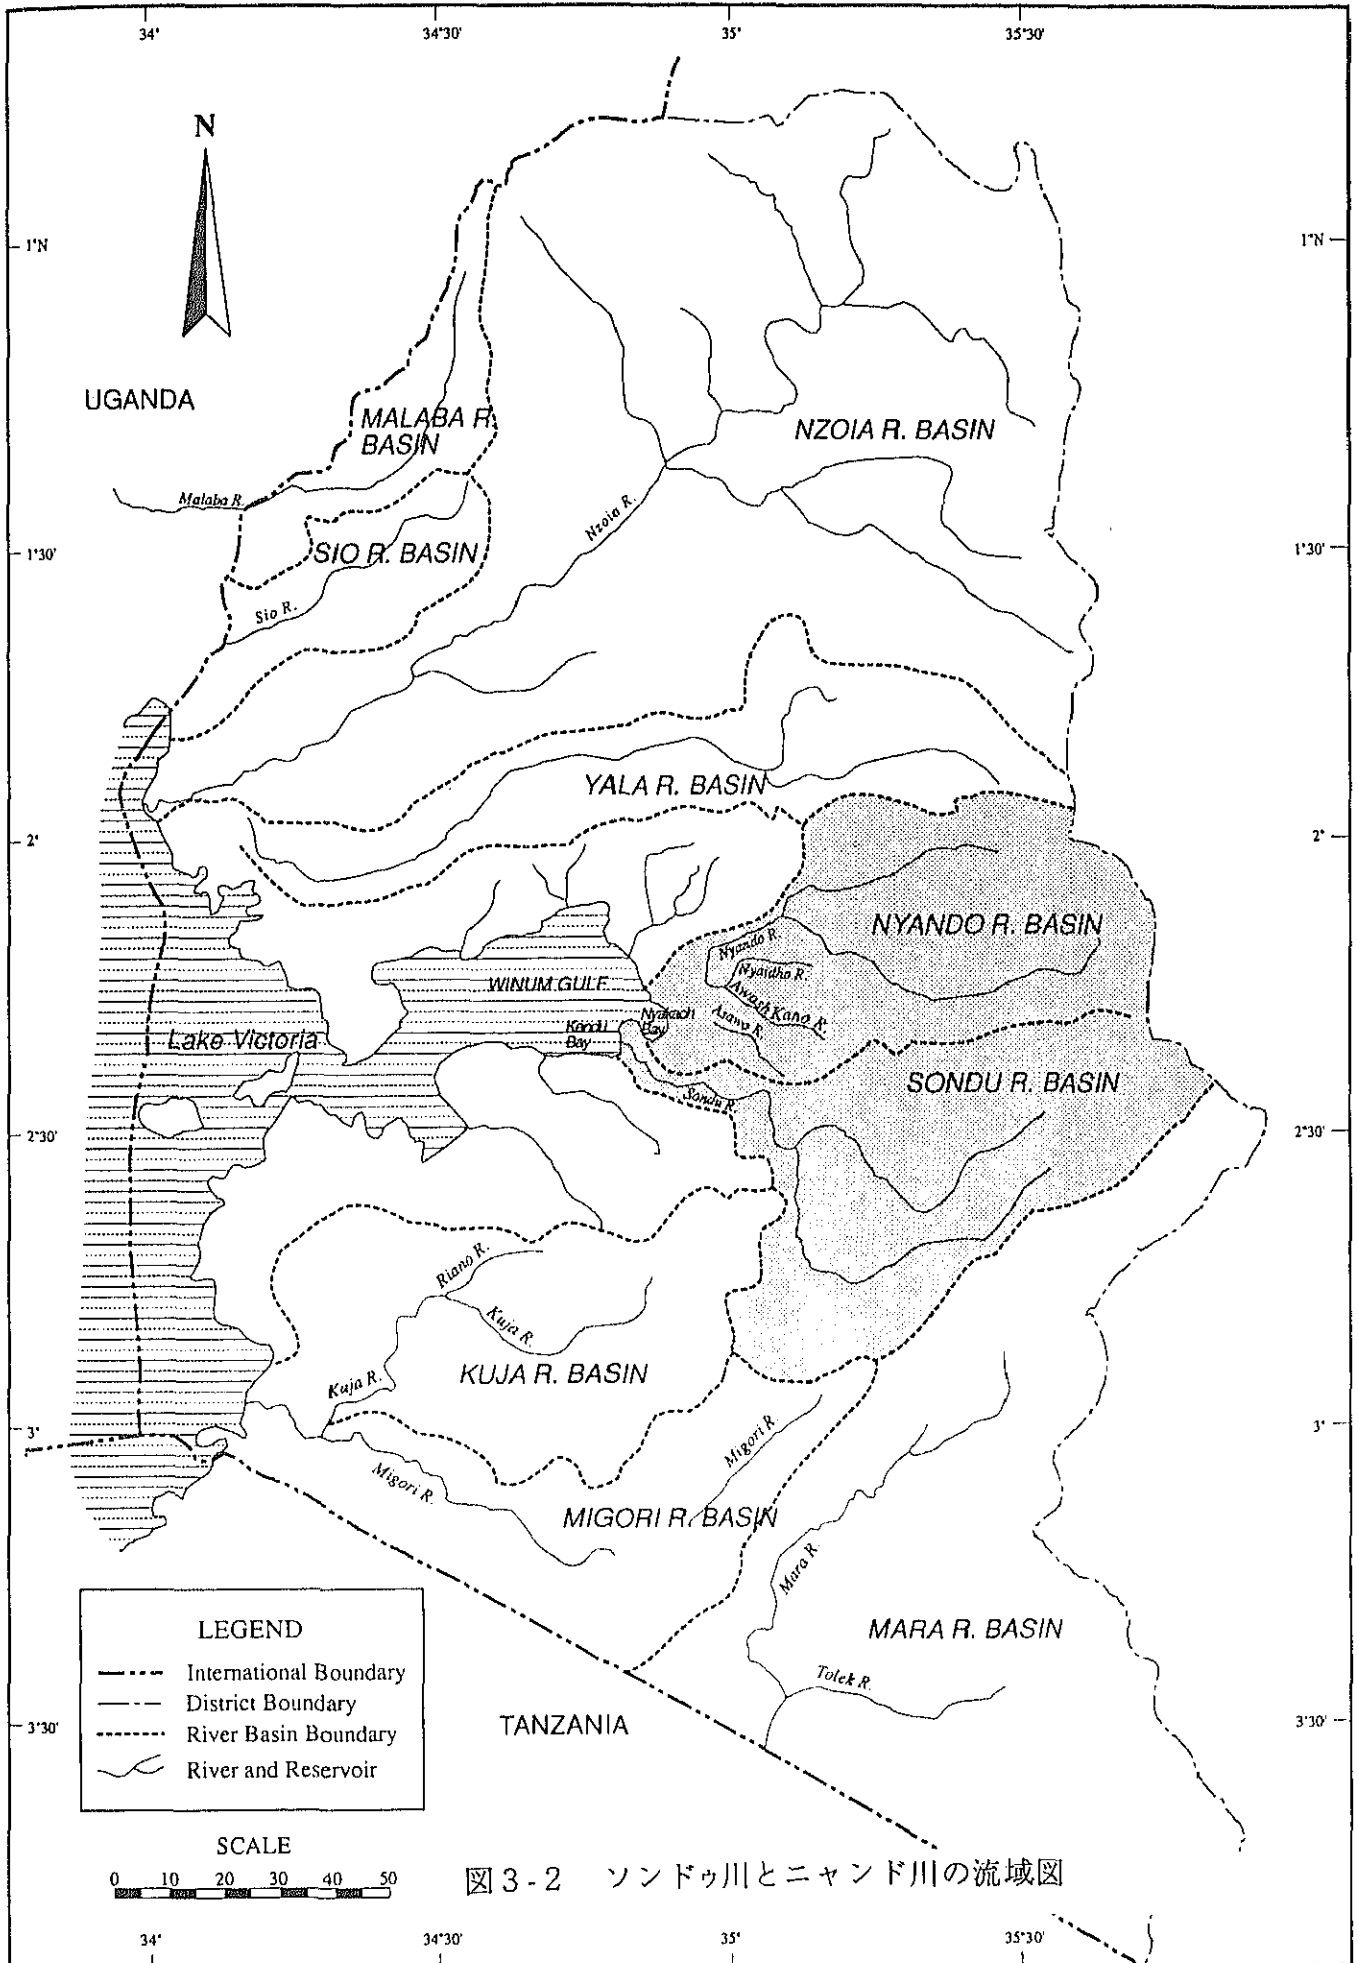 34°
34°30'
35°
35°30'
N
1°N
1°N
UGANDA
MALABA R.
BASIN
NZOIA R. BASIN
Malaba R.
Nzoia R.
1°30'
SIO R. BASIN
1°30'
Sio R.
YALA R. BASIN
2°
2°
NYANDO R. BASIN
Nyando R.
Nyaidho R.
WINUM GULF
Awash Kano R.
Nyakach
Bay
Asawo R.
Kendu
Bay
Lake Victoria
SONDU R. BASIN
Sondu R.
2°30'
2°30'
Riano R.
Kuja R.
KUJA R. BASIN
Kuja R.
3°
3°
Migori R.
Migori R.
MIGORI R. BASIN
Mara R.
MARA R. BASIN
Tolek R.
TANZANIA
3°30'
3°30'
LEGEND
International Boundary
District Boundary
River Basin Boundary
River and Reservoir
SCALE
0 10 20 30 40 50
図3-2 ソンドゥ川とニャンド川の流域図
34°
34°30'
35°
35°30'